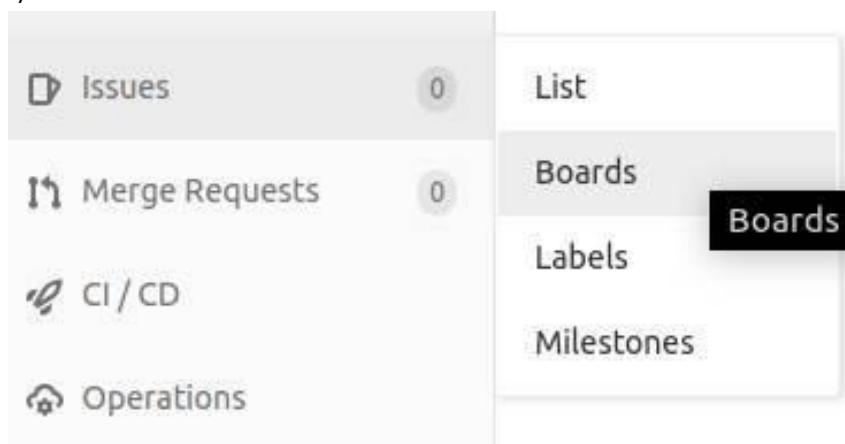 Issues 0
Merge Requests 0
CI / CD
Operations
List
Boards
Boards
Labels
Milestones